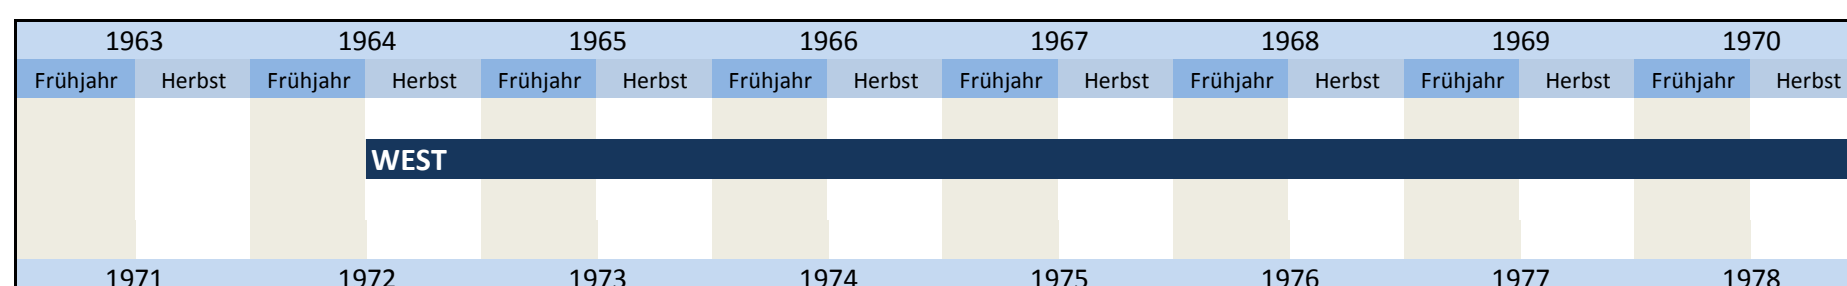 1963 1964 1965 1966 1967 1968 1969 1970
Frühjahr Herbst Frühjahr Herbst Frühjahr Herbst Frühjahr Herbst Frühjahr Herbst Frühjahr Herbst Frühjahr Herbst Frühjahr Herbst
WEST
1971 1972 1973 1974 1975 1976 1977 1978